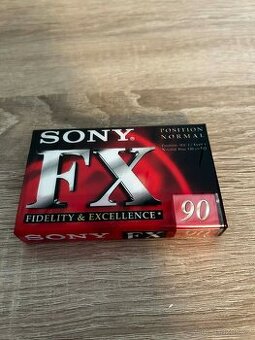 SONY
POSITION
NORMAL
FX
FIDELITY & EXCELLENCE
90
SONY
FX